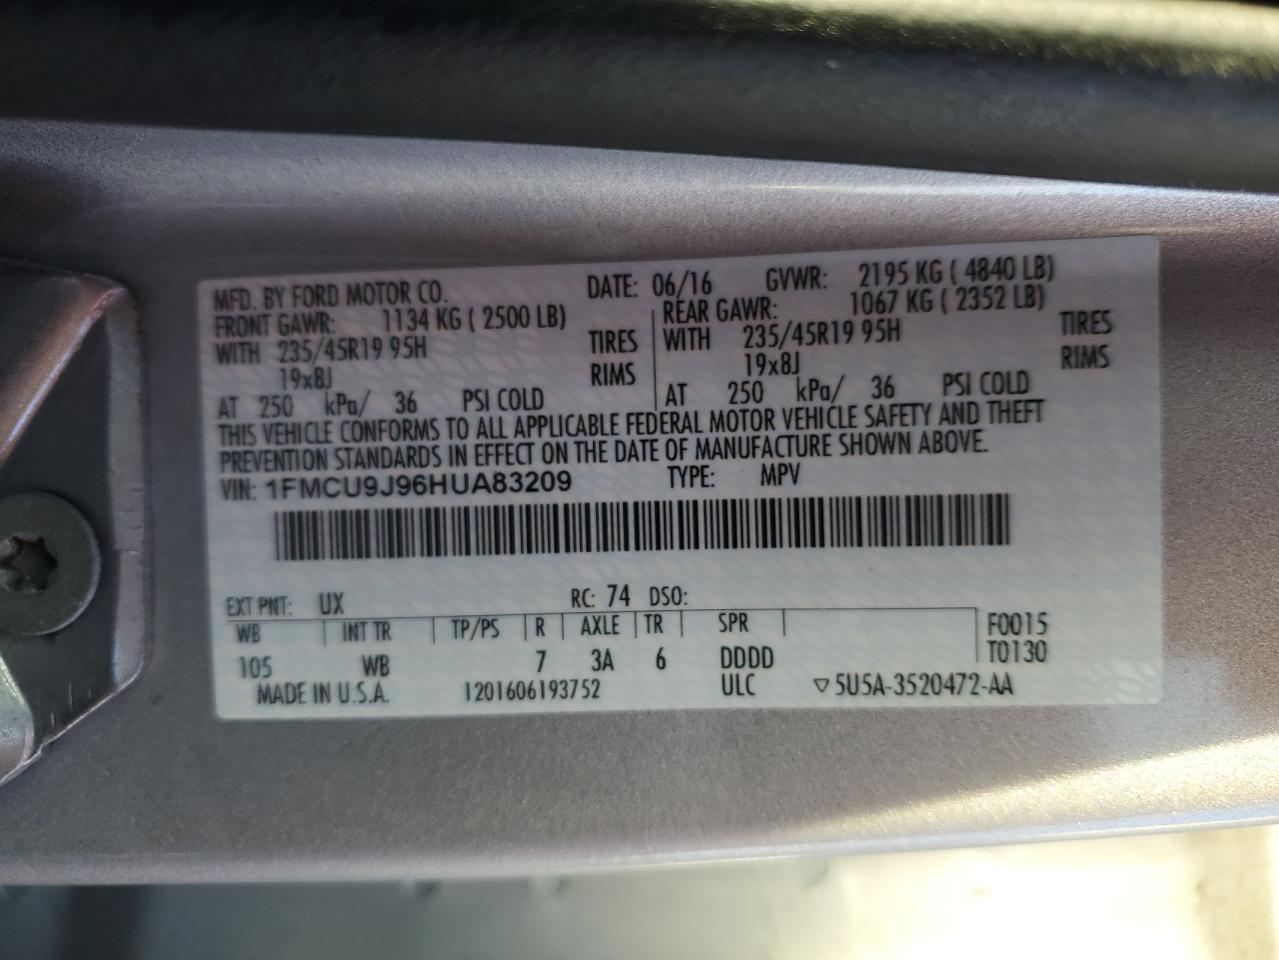 MFD. BY FORD MOTOR CO. DATE: 06/16 GVWR: 2195 KG ( 4840 LB)
FRONT GAWR: 1134 KG ( 2500 LB) REAR GAWR: 1067 KG ( 2352 LB)
WITH 235/45R19 95H TIRES WITH 235/45R19 95H TIRES
19x8J RIMS 19x8J RIMS
AT 250 kPa/ 36 PSI COLD AT 250 kPa/ 36 PSI COLD
THIS VEHICLE CONFORMS TO ALL APPLICABLE FEDERAL MOTOR VEHICLE SAFETY AND THEFT
PREVENTION STANDARDS IN EFFECT ON THE DATE OF MANUFACTURE SHOWN ABOVE.
VIN: 1FMCU9J96HUA83209 TYPE: MPV
EXT PNT: UX RC: 74 DSO:
WB INT TR TP/PS R AXLE TR SPR F0015
105 WB 7 3A 6 DDDD T0130
MADE IN U.S.A. 1201606193752 ULC ▽5U5A-3520472-AA